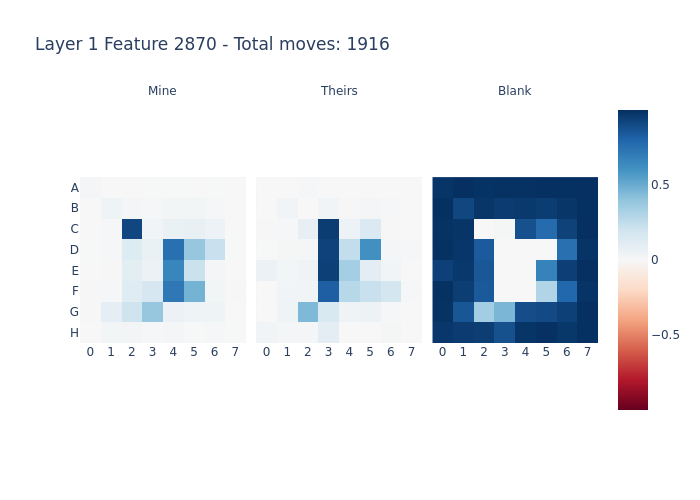 Layer 1 Feature 2870 - Total moves: 1916
Mine Theirs Blank
A
B
C
D
E
F
G
H
0 1 2 3 4 5 6 7 0 1 2 3 4 5 6 7 0 1 2 3 4 5 6 7
0.5
0
−0.5